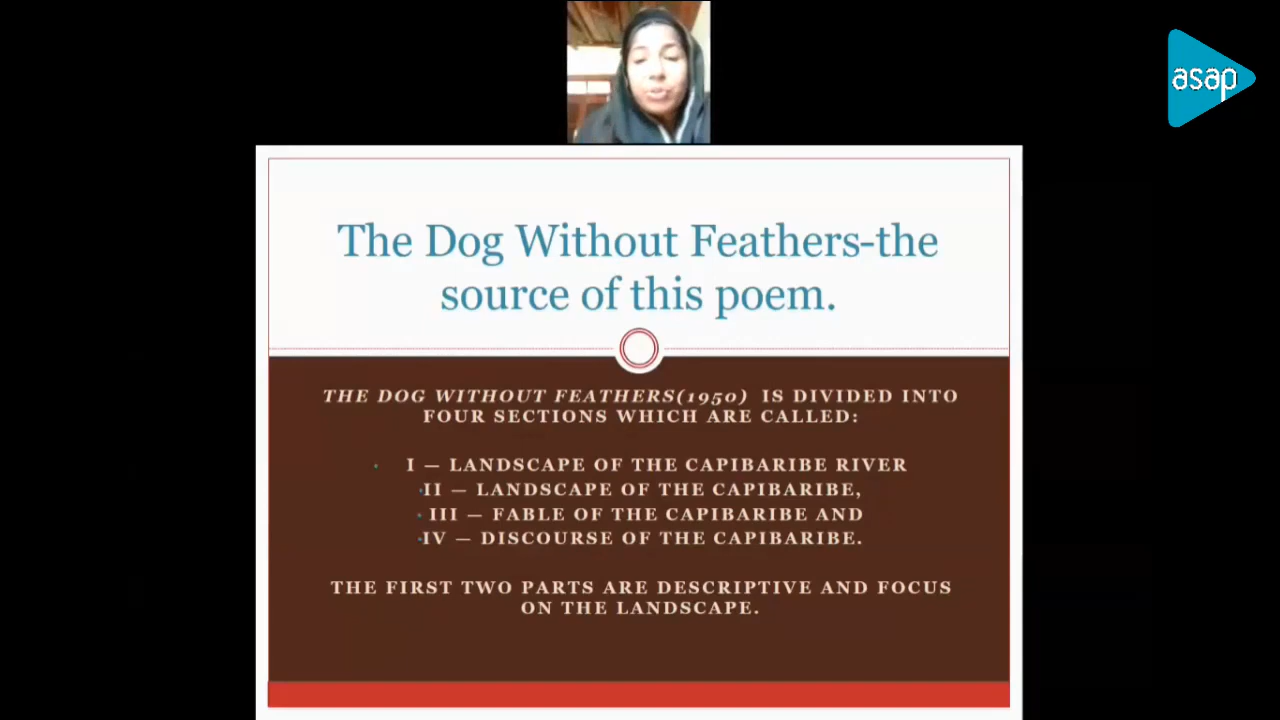 asap
The Dog Without Feathers-the
source of this poem.
THE DOG WITHOUT FEATHERS(1950) IS DIVIDED INTO
FOUR SECTIONS WHICH ARE CALLED:
· I — LANDSCAPE OF THE CAPIBARIBE RIVER
·II — LANDSCAPE OF THE CAPIBARIBE,
· III — FABLE OF THE CAPIBARIBE AND
·IV — DISCOURSE OF THE CAPIBARIBE.
THE FIRST TWO PARTS ARE DESCRIPTIVE AND FOCUS
ON THE LANDSCAPE.